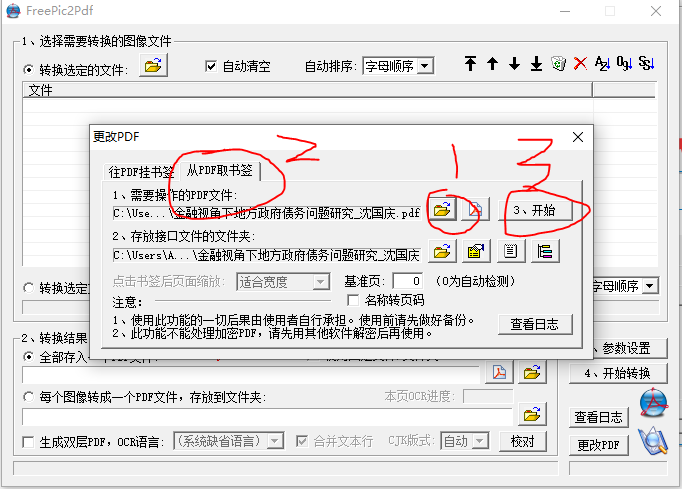 FreePic2Pdf
1、选择需要转换的图像文件
转换选定的文件:
自动清空
自动排序:
字母顺序
文件
更改PDF
2
1
3
往PDF挂书签
从PDF取书签
1、需要操作的PDF文件:
C:\Use...\金融视角下地方政府债务问题研究_沈国庆.pdf
3、开始
2、存放接口文件的文件夹:
C:\Users\A...\金融视角下地方政府债务问题研究_沈国庆
点击书签后页面缩放:
适合宽度
基准页:
0
(0为自动检测)
转换选定
字母顺序
注意:
名称转页码
1、使用此功能的一切后果由使用者自行承担。使用前请先做好备份。
2、此功能不能处理加密PDF,请先用其他软件解密后再使用。
查看日志
2、转换结果
、参数设置
全部存入一
4、开始转换
每个图像转成一个PDF文件,存放到文件夹:
本页OCR进度:
查看日志
生成双层PDF,OCR语言:
(系统缺省语言)
合并文本行
CJK版式:
自动
校对
更改PDF